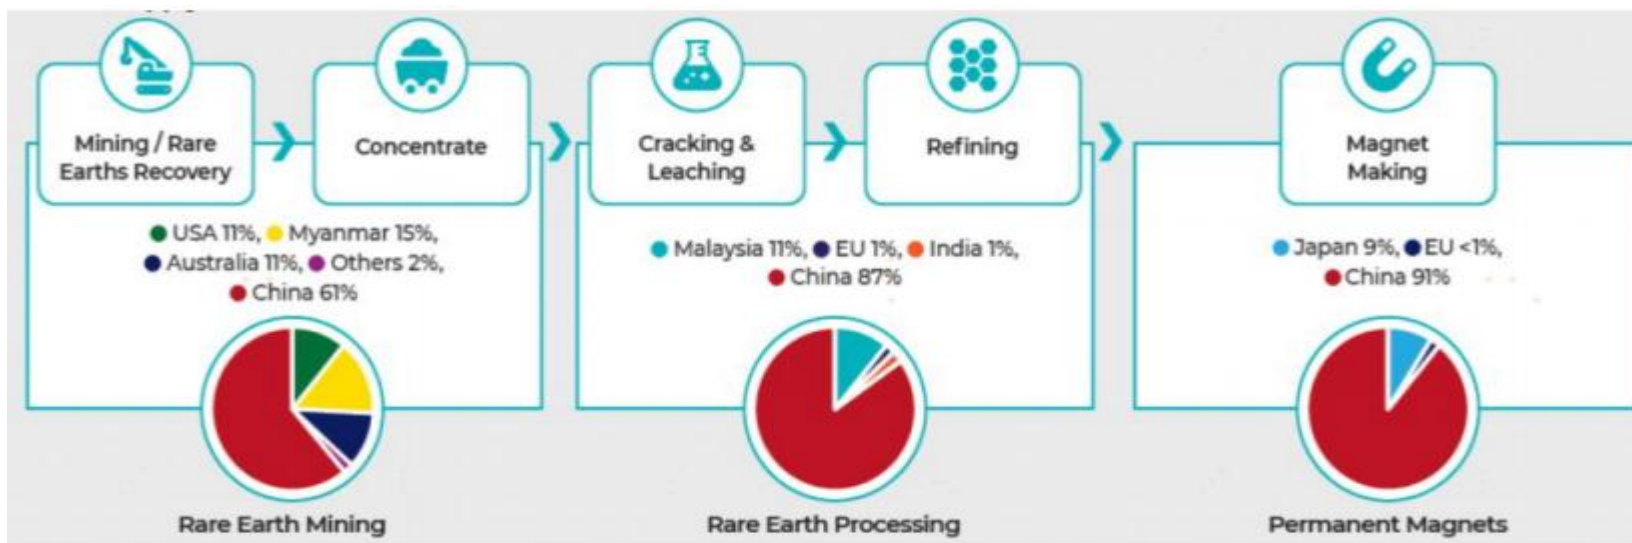 Mining / Rare
Earths Recovery
Concentrate
Cracking &
Leaching
Refining
Magnet
Making
USA 11%, Myanmar 15%,
Australia 11%, Others 2%,
China 61%
Malaysia 11%, EU 1%, India 1%,
China 87%
Japan 9%, EU <1%,
China 91%
Rare Earth Mining
Rare Earth Processing
Permanent Magnets